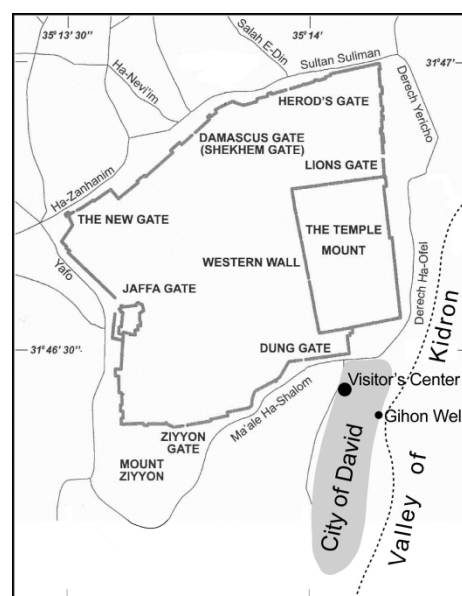 35° 13' 30"
35° 14'
Salah E-Din
Sultan Suliman
31° 47'
Ha-Nevi'im
HEROD'S GATE
Derech Yericho
DAMASCUS GATE
(SHEKHEM GATE)
LIONS GATE
Ha-Zanhanim
THE NEW GATE
THE TEMPLE
MOUNT
WESTERN WALL
Yafo
JAFFA GATE
Derech Ha-Ofel
31° 46' 30"
DUNG GATE
Kidron
Visitor's Center
Ma'ale Ha-Shalom
Gihon Wel
ZIYYON
GATE
MOUNT
ZIYYON
City of David
Valley of